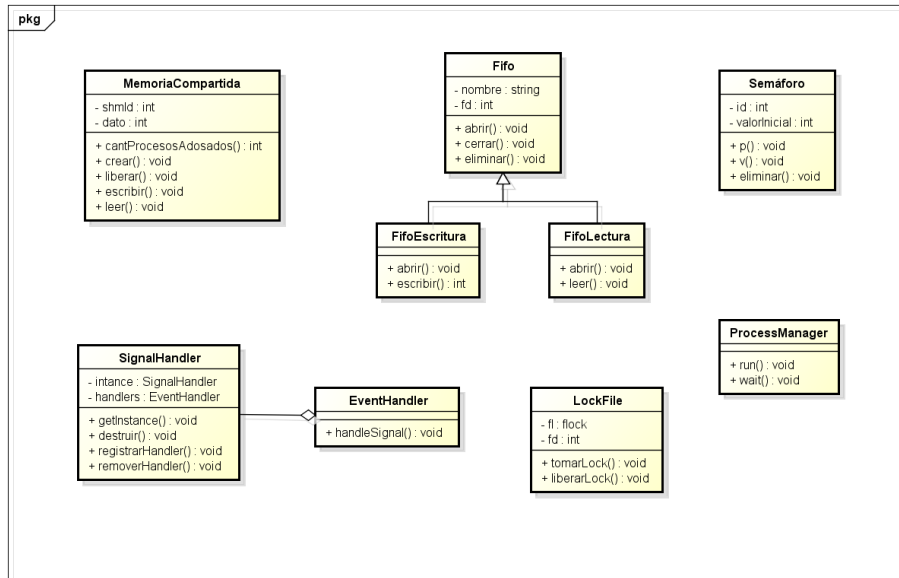 pkg
MemoriaCompartida
- shmId : int
- dato : int
+ cantProcesosAdosados() : int
+ crear() : void
+ liberar() : void
+ escribir() : void
+ leer() : void
Fifo
- nombre : string
- fd : int
+ abrir() : void
+ cerrar() : void
+ eliminar() : void
Semáforo
- id : int
- valorInicial : int
+ p() : void
+ v() : void
+ eliminar() : void
FifoEscritura
+ abrir() : void
+ escribir() : int
FifoLectura
+ abrir() : void
+ leer() : void
ProcessManager
+ run() : void
+ wait() : void
SignalHandler
- intance : SignalHandler
- handlers : EventHandler
+ getInstance() : void
+ destruir() : void
+ registrarHandler() : void
+ removerHandler() : void
EventHandler
+ handleSignal() : void
LockFile
- fl : flock
- fd : int
+ tomarLock() : void
+ liberarLock() : void